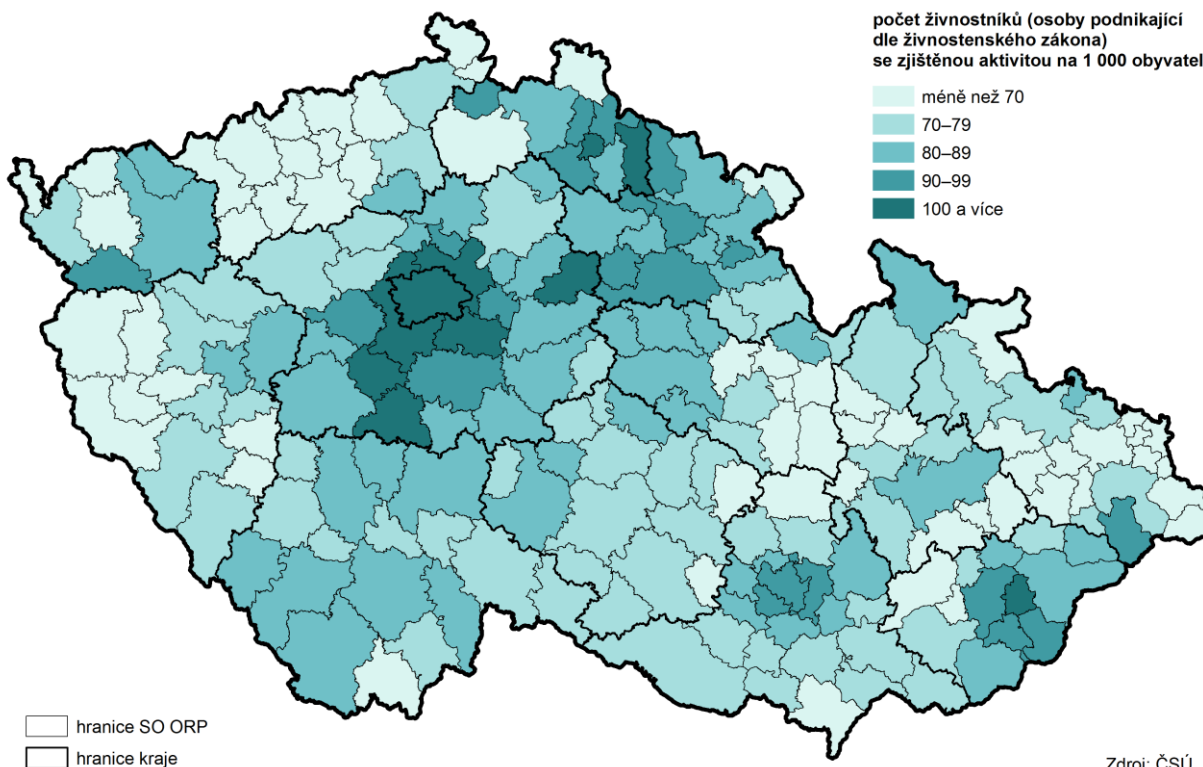 počet živnostníků (osoby podnikající
dle živnostenského zákona)
se zjištěnou aktivitou na 1 000 obyvatel
méně než 70
70–79
80–89
90–99
100 a více
hranice SO ORP
hranice kraje
Zdroj: ČSÚ